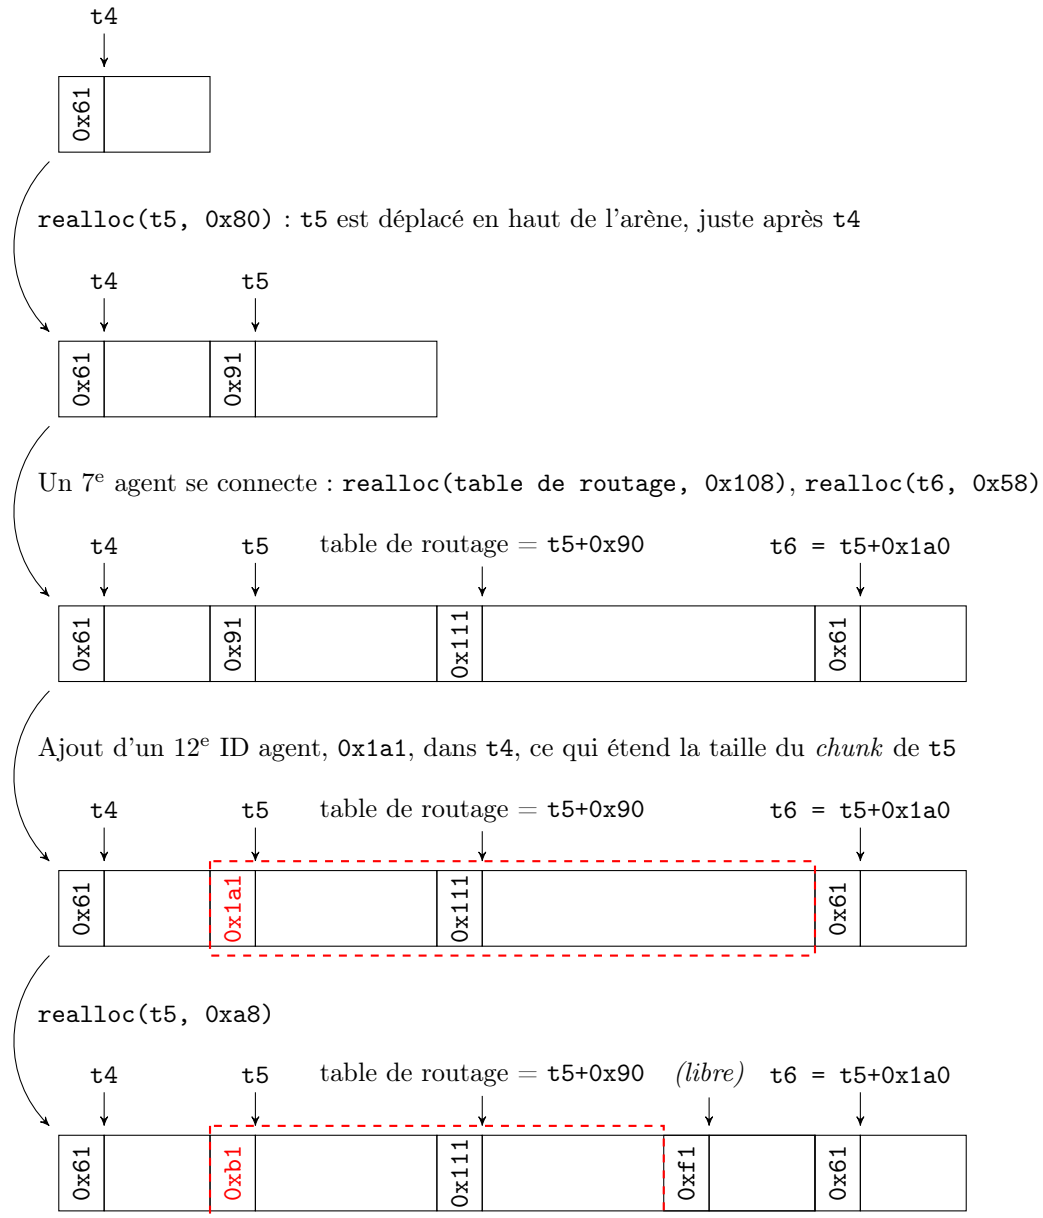 t4
0x61
realloc(t5, 0x80) : t5 est déplacé en haut de l'arène, juste après t4
t4 t5
0x61 0x91
Un 7e agent se connecte : realloc(table de routage, 0x108), realloc(t6, 0x58)
t4 t5 table de routage = t5+0x90 t6 = t5+0x1a0
0x61 0x91 0x111 0x61
Ajout d'un 12e ID agent, 0x1a1, dans t4, ce qui étend la taille du chunk de t5
t4 t5 table de routage = t5+0x90 t6 = t5+0x1a0
0x61 0x1a1 0x111 0x61
realloc(t5, 0xa8)
t4 t5 table de routage = t5+0x90 (libre) t6 = t5+0x1a0
0x61 0xb1 0x111 0xf1 0x61